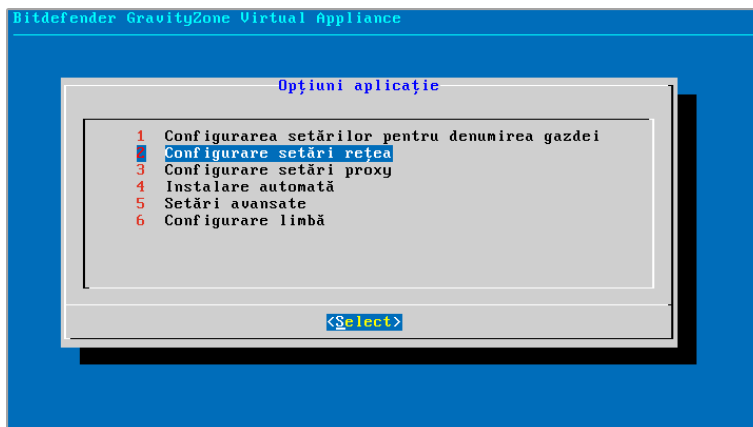 Bitdefender GravityZone Virtual Appliance
Opțiuni aplicație
1 Configurarea setărilor pentru denumirea gazdei
2 Configurare setări rețea
3 Configurare setări proxy
4 Instalare automată
5 Setări avansate
6 Configurare limbă
<Select>